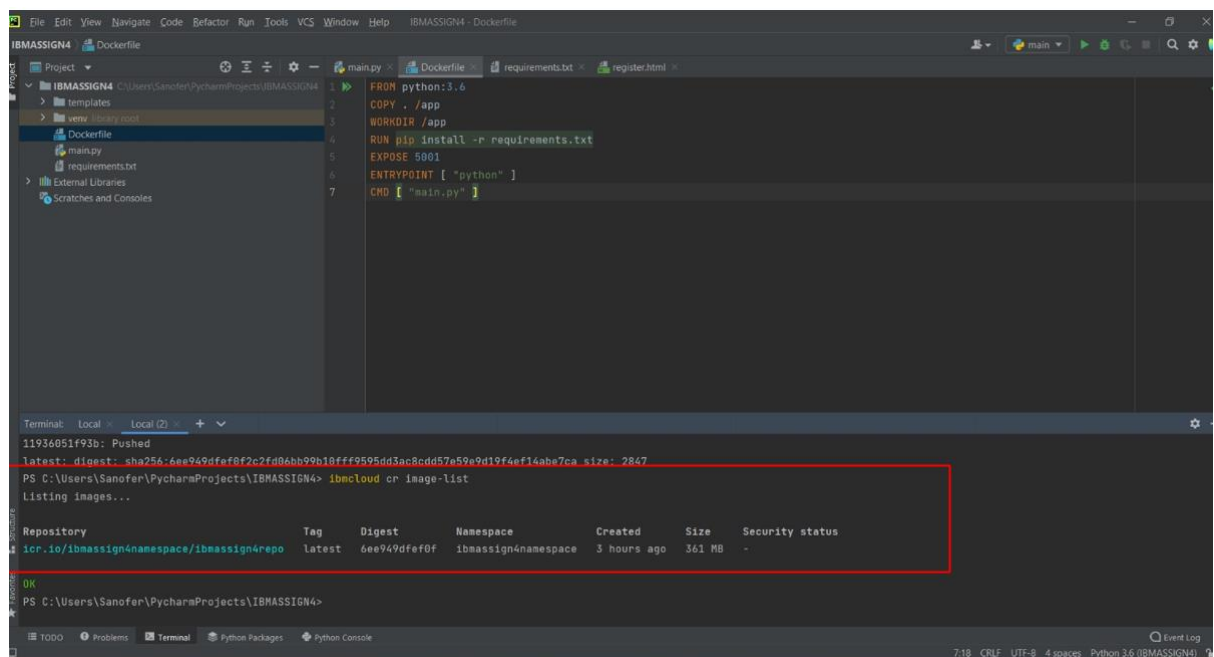 File Edit View Navigate Code Refactor Run Tools VCS Window Help IBMASSIGN4 - Dockerfile
IBMASSIGN4 Dockerfile main
Project main.py Dockerfile requirements.txt register.html
Project
IBMASSIGN4 C:\Users\Sanofer\PycharmProjects\IBMASSIGN4
templates
venv library root
Dockerfile
main.py
requirements.txt
External Libraries
Scratches and Consoles
1 FROM python:3.6
2 COPY . /app
3 WORKDIR /app
4 RUN pip install -r requirements.txt
5 EXPOSE 5001
6 ENTRYPOINT [ "python" ]
7 CMD [ "main.py" ]
Terminal: Local Local (2)
11936051f93b: Pushed
latest: digest: sha256:6ee949dfef0f2c2fd06bb99b10fff9595dd3ac8cdd57e59e9d19f4ef14abe7ca size: 2847
PS C:\Users\Sanofer\PycharmProjects\IBMASSIGN4> ibmcloud cr image-list
Listing images...
Repository Tag Digest Namespace Created Size Security status
icr.io/ibmassign4namespace/ibmassign4repo latest 6ee949dfef0f ibmassign4namespace 3 hours ago 361 MB -
OK
PS C:\Users\Sanofer\PycharmProjects\IBMASSIGN4>
Structure
TODO Problems Terminal Python Packages Python Console Event Log
7:18 CRLF UTF-8 4 spaces Python 3.6 (IBMASSIGN4)